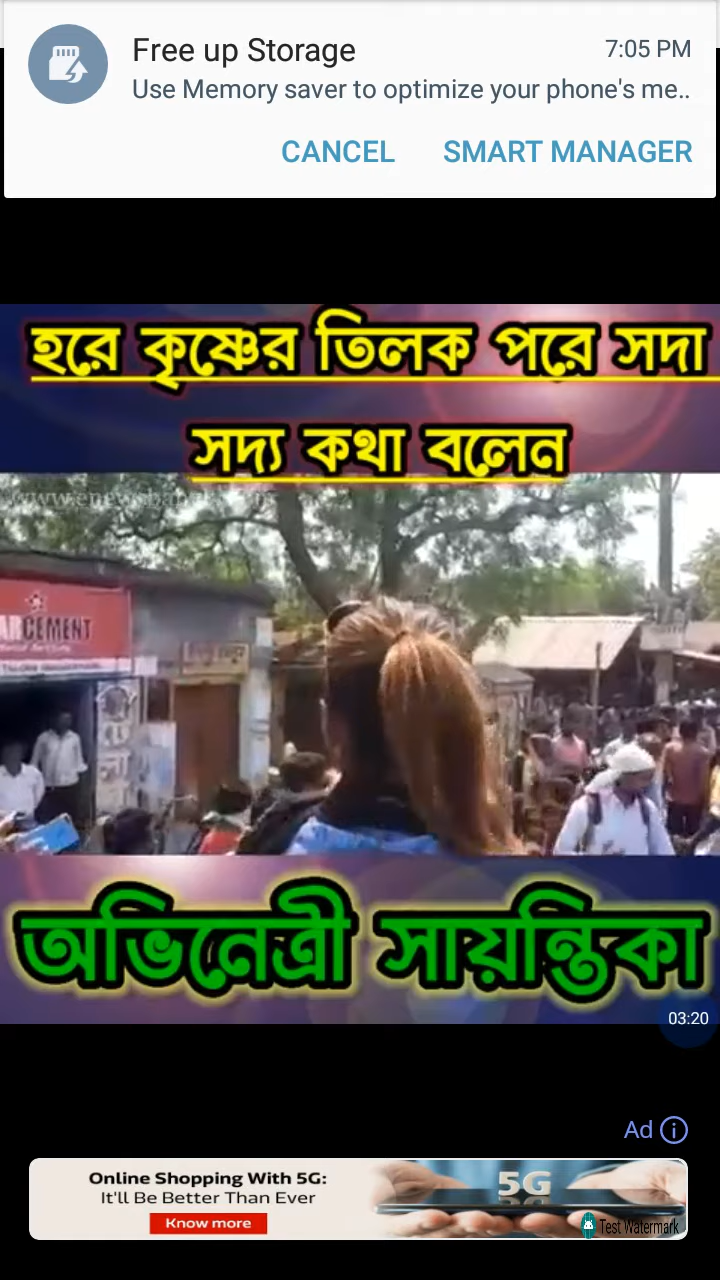 Free up Storage
7:05 PM
Use Memory saver to optimize your phone's me..
CANCEL
SMART MANAGER
হরে কৃষ্ণের তিলক পরে সদা
সদ্য কথা বলেন
CEMENT
অভিনেত্রী সায়ন্তিকা
03:20
Ad
Online Shopping With 5G:
It'll Be Better Than Ever
Know more
5G
Test Watermark